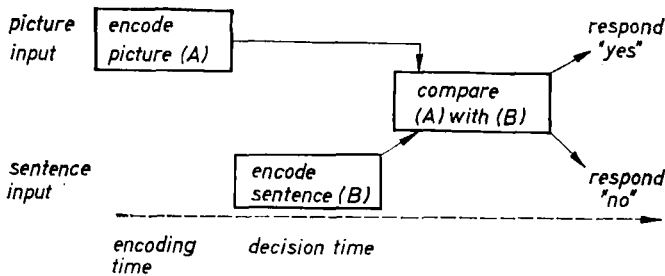 picture
input
encode
picture (A)
respond
"yes"
compare
(A) with (B)
sentence
input
encode
sentence (B)
respond
"no"
encoding
time
decision time